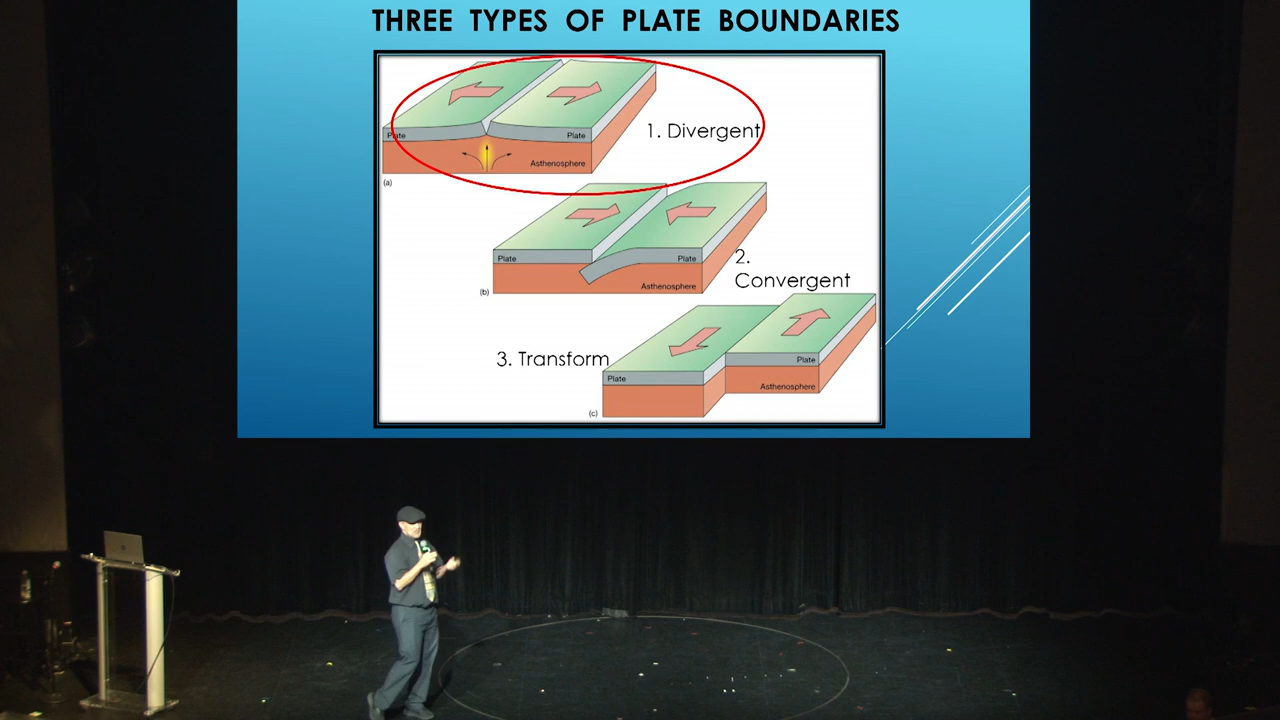 THREE TYPES OF PLATE BOUNDARIES
Plate
Plate
1. Divergent
Asthenosphere
(a)
Plate
Plate
2.
Convergent
Asthenosphere
(b)
3. Transform
Plate
Plate
Asthenosphere
(c)